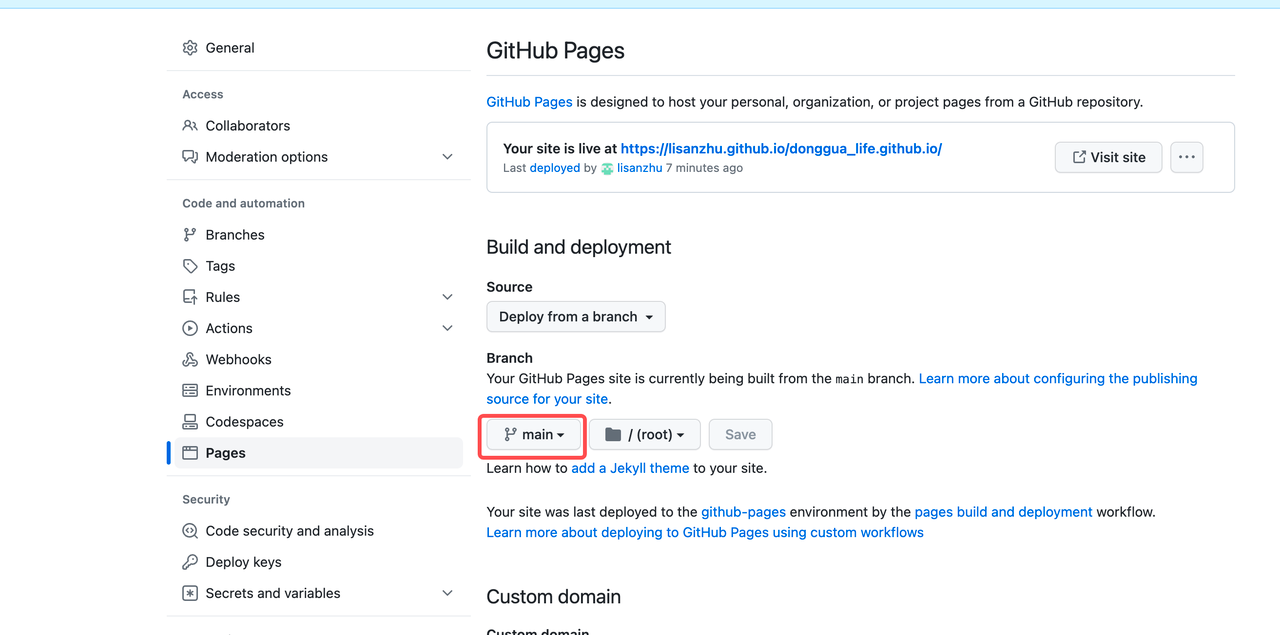 General
Access
Collaborators
Moderation options
Code and automation
Branches
Tags
Rules
Actions
Webhooks
Environments
Codespaces
Pages
Security
Code security and analysis
Deploy keys
Secrets and variables
GitHub Pages
GitHub Pages is designed to host your personal, organization, or project pages from a GitHub repository.
Your site is live at https://lisanzhu.github.io/donggua_life.github.io/
Last deployed by lisanzhu 7 minutes ago
Visit site
Build and deployment
Source
Deploy from a branch
Branch
Your GitHub Pages site is currently being built from the main branch. Learn more about configuring the publishing
source for your site.
main
/ (root)
Save
Learn how to add a Jekyll theme to your site.
Your site was last deployed to the github-pages environment by the pages build and deployment workflow.
Learn more about deploying to GitHub Pages using custom workflows
Custom domain
Custom domain